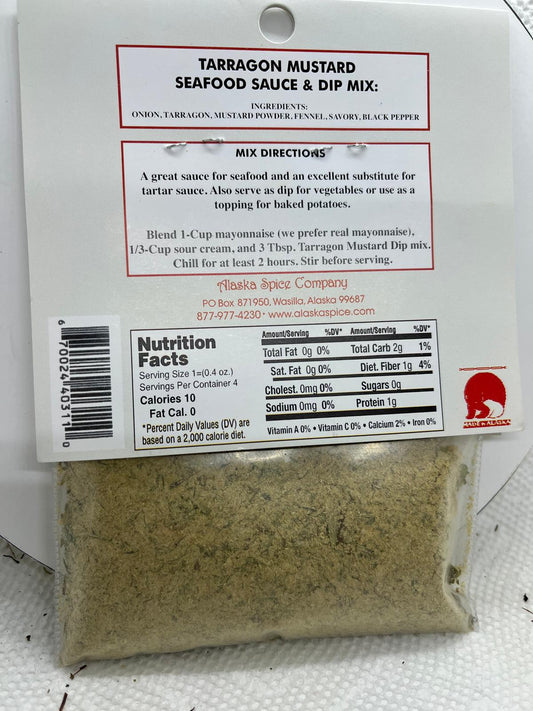 TARRAGON MUSTARD
SEAFOOD SAUCE & DIP MIX:
INGREDIENTS:
ONION, TARRAGON, MUSTARD POWDER, FENNEL, SAVORY, BLACK PEPPER
MIX DIRECTIONS
A great sauce for seafood and an excellent substitute for
tartar sauce. Also serve as dip for vegetables or use as a
topping for baked potatoes.
Blend 1-Cup mayonnaise (we prefer real mayonnaise),
1/3-Cup sour cream, and 3 Tbsp. Tarragon Mustard Dip mix.
Chill for at least 2 hours. Stir before serving.
Alaska Spice Company
PO Box 871950, Wasilla, Alaska 99687
877-977-4230 · www.alaskaspice.com
6 70024 40311 0
Nutrition
Facts
Serving Size 1=(0.4 oz.)
Servings Per Container 4
Calories 10
Fat Cal. 0
*Percent Daily Values (DV) are
based on a 2,000 calorie diet.
Amount/Serving %DV* Amount/Serving %DV*
Total Fat 0g 0% Total Carb 2g 1%
Sat. Fat 0g 0% Diet. Fiber 1g 4%
Cholest. 0mg 0% Sugars 0g
Sodium 0mg 0% Protein 1g
Vitamin A 0% • Vitamin C 0% • Calcium 2% • Iron 0%
MADE in ALASKA